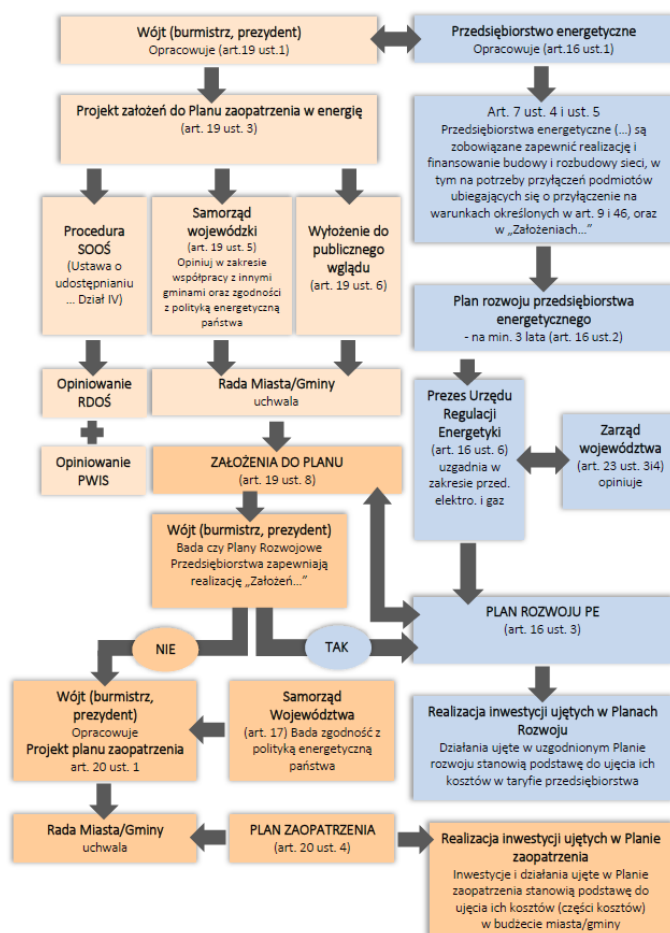 Wójt (burmistrz, prezydent)
Opracowuje (art.19 ust.1)
Przedsiębiorstwo energetyczne
Opracowuje (art.16 ust.1)
Projekt założeń do Planu zaopatrzenia w energię
(art. 19 ust. 3)
Art. 7 ust. 4 i ust. 5
Przedsiębiorstwa energetyczne (...) są
zobowiązane zapewnić realizację i
finansowanie budowy i rozbudowy sieci, w
tym na potrzeby przyłączeń podmiotów
ubiegających się o przyłączenie na
warunkach określonych w art. 9 i 46, oraz
w „Założeniach...”
Procedura
SOOŚ
(Ustawa o
udostępnianiu
... Dział IV)
Samorząd
wojewódzki
(art. 19 ust. 5)
Opiniuj w zakresie
współpracy z innymi
gminami oraz zgodności
z polityką energetyczną
państwa
Wyłożenie do
publicznego
wglądu
(art. 19 ust. 6)
Plan rozwoju przedsiębiorstwa
energetycznego
- na min. 3 lata (art. 16 ust.2)
Opiniowanie
RDOŚ
Rada Miasta/Gminy
uchwala
Prezes Urzędu
Regulacji
Energetyki
(art. 16 ust. 6)
uzgadnia w
zakresie przed.
elektro. i gaz
Zarząd
województwa
(art. 23 ust. 3i4)
opiniuje
Opiniowanie
PWIS
ZAŁOŻENIA DO PLANU
(art. 19 ust. 8)
Wójt (burmistrz, prezydent)
Bada czy Plany Rozwojowe
Przedsiębiorstwa zapewniają
realizację „Założeń...”
PLAN ROZWOJU PE
(art. 16 ust. 3)
NIE
TAK
Wójt (burmistrz,
prezydent)
Opracowuje
Projekt planu zaopatrzenia
art. 20 ust. 1
Samorząd
Województwa
(art. 17) Bada zgodność z
polityką energetyczną
państwa
Realizacja inwestycji ujętych w Planach
Rozwoju
Działania ujęte w uzgodnionym Planie
rozwoju stanowią podstawę do ujęcia ich
kosztów w taryfie przedsiębiorstwa
Rada Miasta/Gminy
uchwala
PLAN ZAOPATRZENIA
(art. 20 ust. 4)
Realizacja inwestycji ujętych w Planie
zaopatrzenia
Inwestycje i działania ujęte w Planie
zaopatrzenia stanowią podstawę do
ujęcia ich kosztów (części kosztów)
w budżecie miasta/gminy